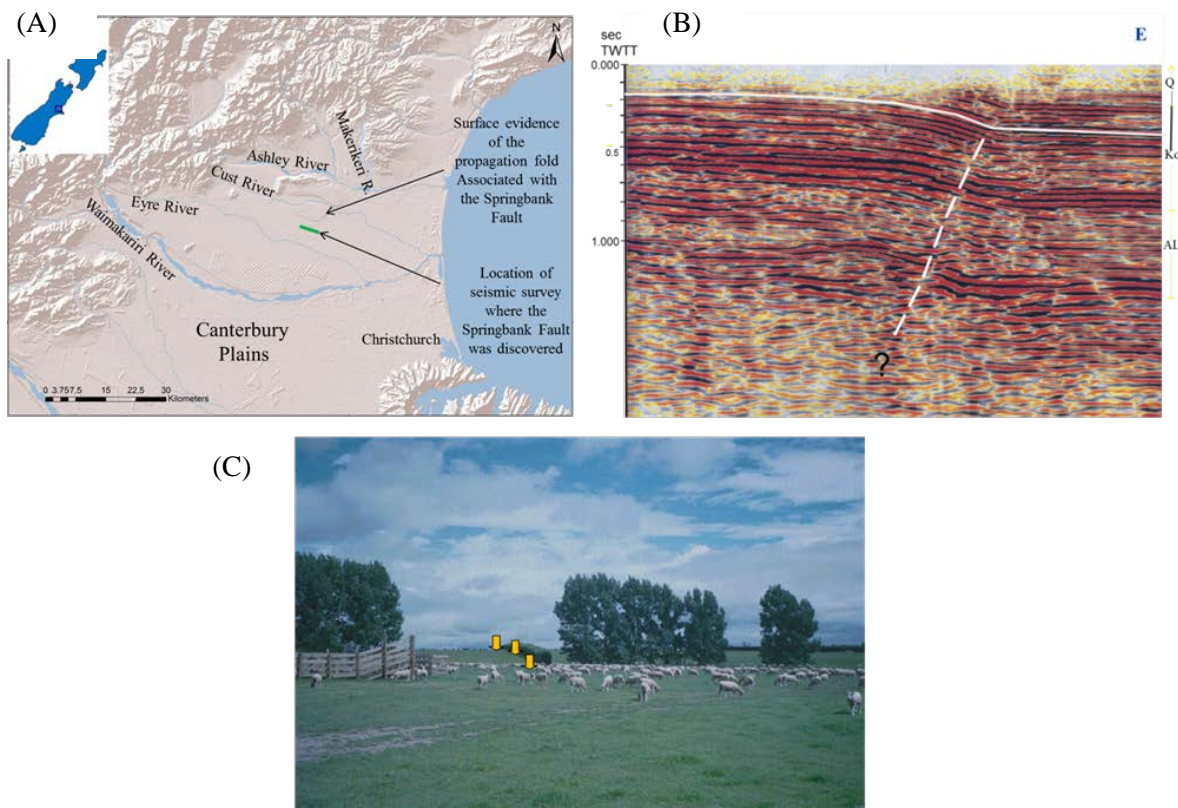 (A)
N
Surface evidence
of the
propagation fold
Associated with
the Springbank
Fault
Makerikeri R.
Ashley River
Cust River
Eyre River
Waimakariri River
Location of
seismic survey
where the
Springbank Fault
was discovered
Canterbury
Plains
Christchurch
0 3.757.5 15 22.5 30
Kilometers
(B)
sec
TWTT
E
0.000
Q
0.5
1.000
?
(C)